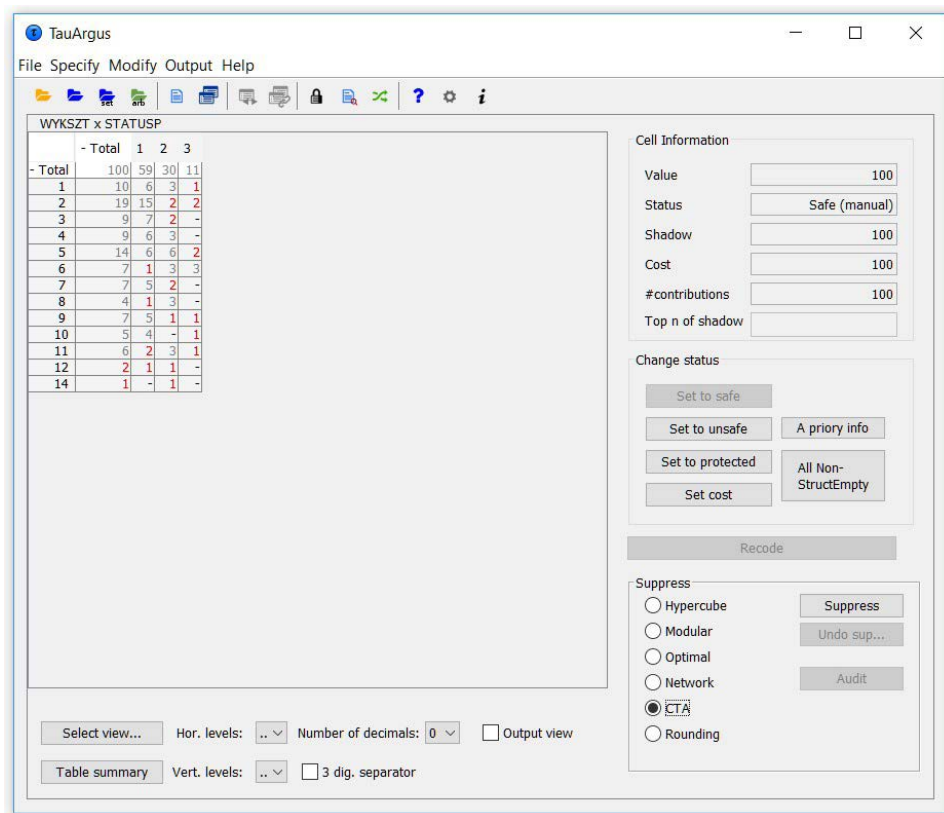 TauArgus
File Specify Modify Output Help
set arb ? i
WYKSZT x STATUSP
- Total 1 2 3
- Total 100 59 30 11
1 10 6 3 1
2 19 15 2 2
3 9 7 2 -
4 9 6 3 -
5 14 6 6 2
6 7 1 3 3
7 7 5 2 -
8 4 1 3 -
9 7 5 1 1
10 5 4 - 1
11 6 2 3 1
12 2 1 1 -
14 1 - 1 -
Cell Information
Value 100
Status Safe (manual)
Shadow 100
Cost 100
#contributions 100
Top n of shadow
Change status
Set to safe
Set to unsafe A priory info
Set to protected All Non-
StructEmpty
Set cost
Recode
Suppress
Hypercube Suppress
Modular Undo sup...
Optimal
Network Audit
CTA
Rounding
Select view... Hor. levels: .. Number of decimals: 0 Output view
Table summary Vert. levels: .. 3 dig. separator